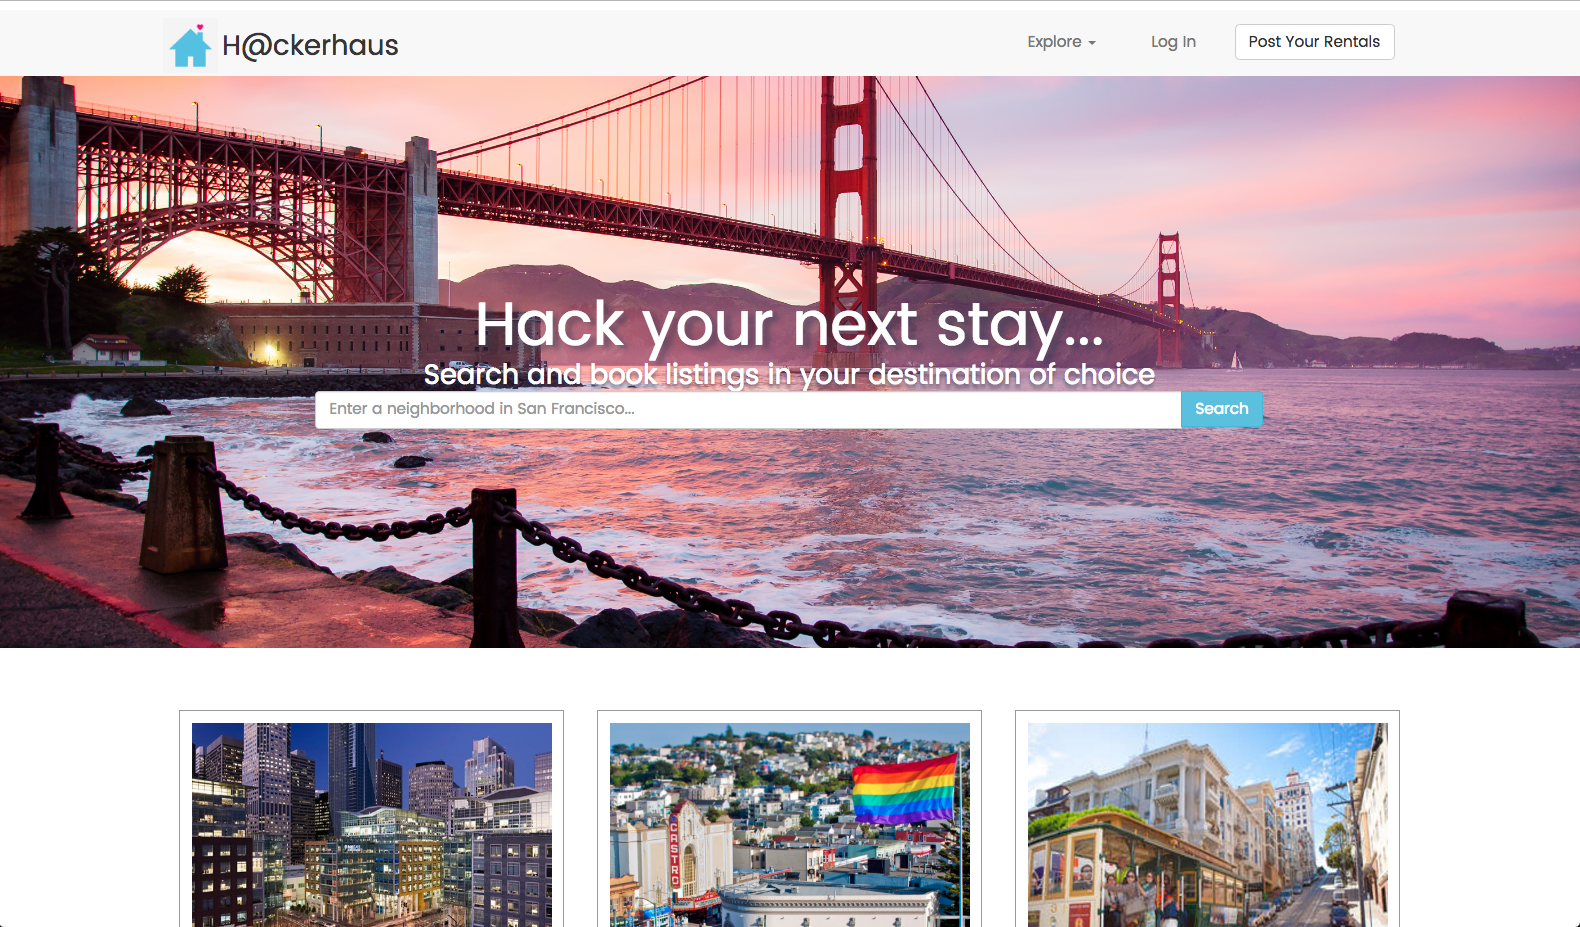 H@ckerhaus
Explore
Log In
Post Your Rentals
Hack your next stay...
Search and book listings in your destination of choice
Enter a neighborhood in San Francisco...
Search
CASTRO